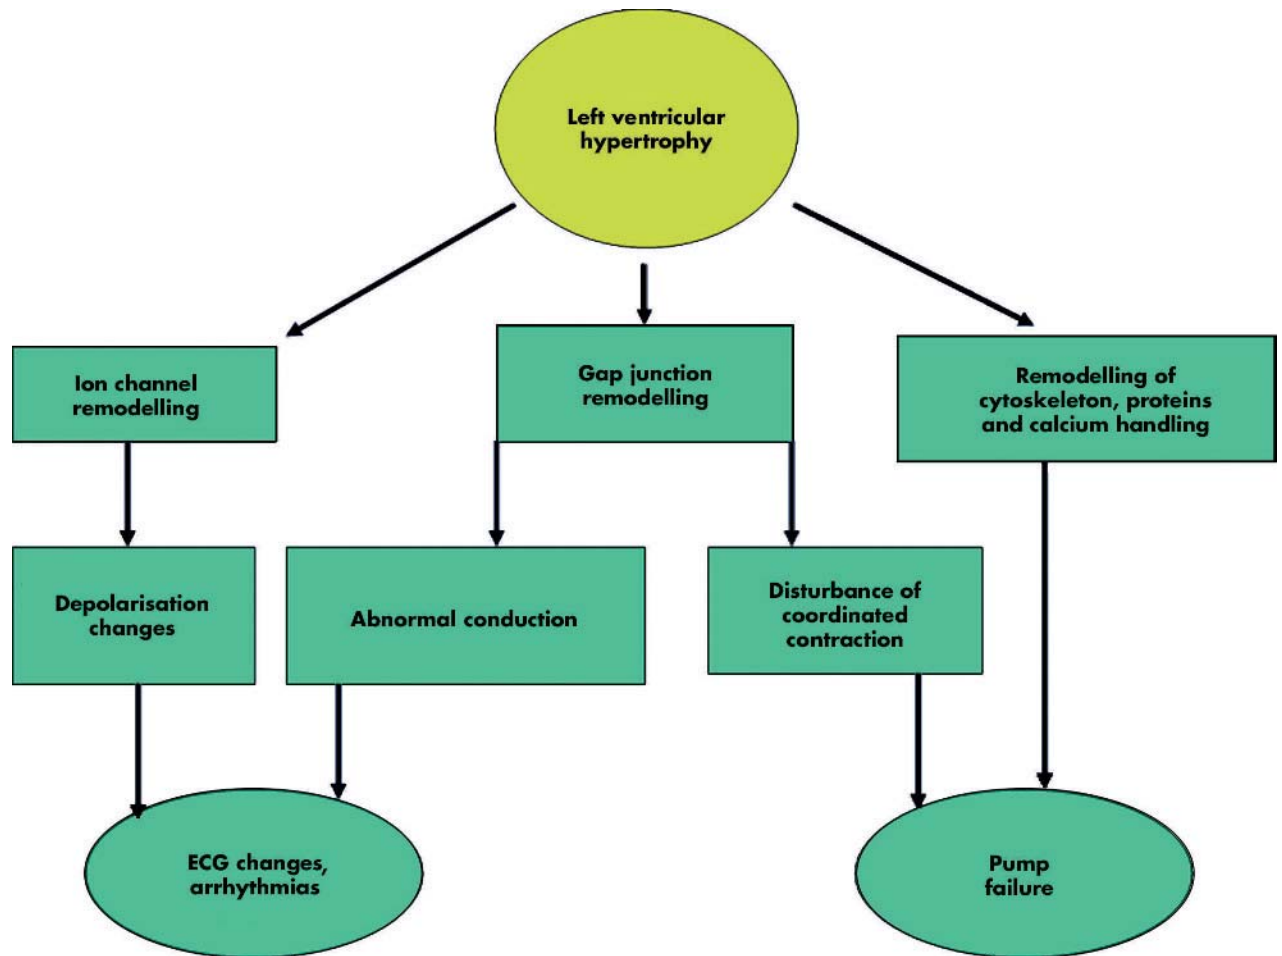 Left ventricular
hypertrophy
Ion channel
remodelling
Gap junction
remodelling
Remodelling of
cytoskeleton, proteins
and calcium handling
Depolarisation
changes
Abnormal conduction
Disturbance of
coordinated
contraction
ECG changes,
arrhythmias
Pump
failure